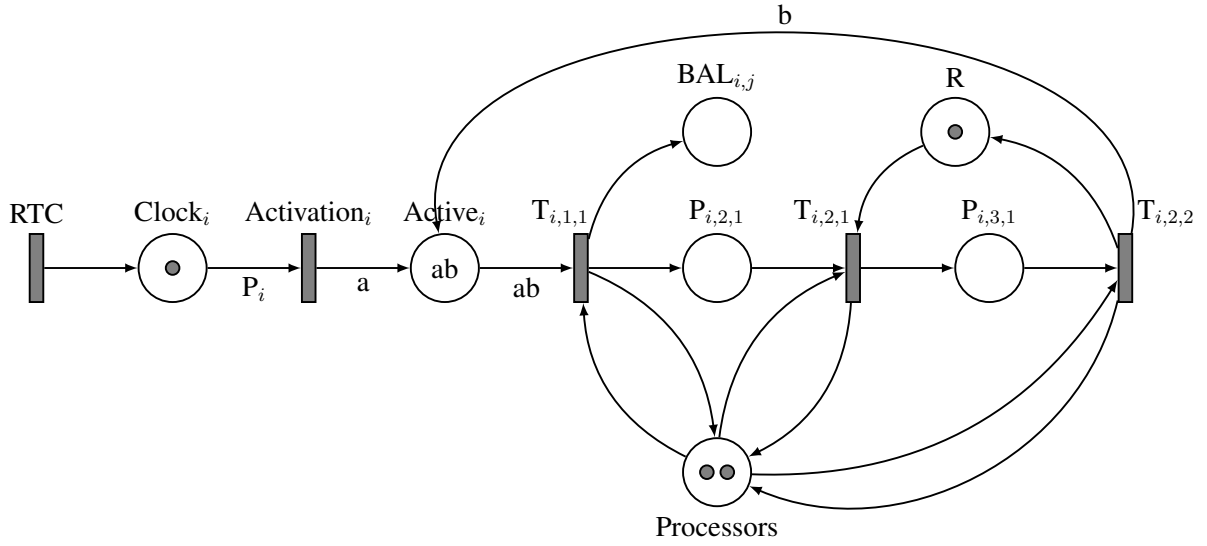 b
BAL_{i,j}
R
RTC
Clock_i
Activation_i
Active_i
T_{i,1,1}
P_{i,2,1}
T_{i,2,1}
P_{i,3,1}
T_{i,2,2}
ab
P_i
a
ab
Processors